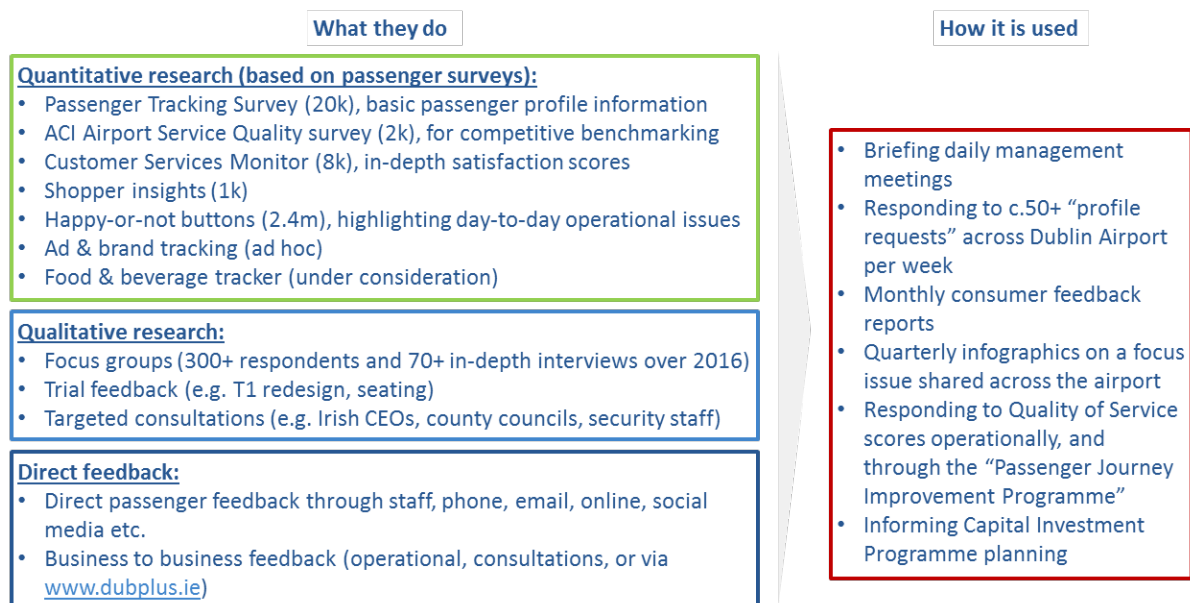 What they do
How it is used
Quantitative research (based on passenger surveys):
• Passenger Tracking Survey (20k), basic passenger profile information
• ACI Airport Service Quality survey (2k), for competitive benchmarking
• Customer Services Monitor (8k), in-depth satisfaction scores
• Shopper insights (1k)
• Happy-or-not buttons (2.4m), highlighting day-to-day operational issues
• Ad & brand tracking (ad hoc)
• Food & beverage tracker (under consideration)
Qualitative research:
• Focus groups (300+ respondents and 70+ in-depth interviews over 2016)
• Trial feedback (e.g. T1 redesign, seating)
• Targeted consultations (e.g. Irish CEOs, county councils, security staff)
Direct feedback:
• Direct passenger feedback through staff, phone, email, online, social
media etc.
• Business to business feedback (operational, consultations, or via
www.dubplus.ie)
• Briefing daily management
meetings
• Responding to c.50+ “profile
requests” across Dublin Airport
per week
• Monthly consumer feedback
reports
• Quarterly infographics on a focus
issue shared across the airport
• Responding to Quality of Service
scores operationally, and
through the “Passenger Journey
Improvement Programme”
• Informing Capital Investment
Programme planning